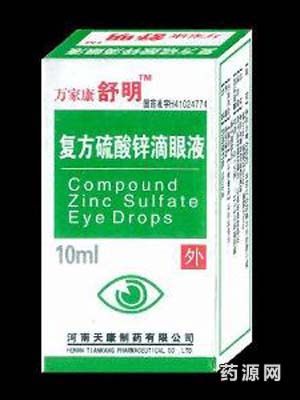 万家康 舒明™
国药准字H41024774
复方硫酸锌滴眼液
Compound
Zinc Sulfate
Eye Drops
10ml
外
河南天康制药有限公司
HENAN TIANKANG PHARMACEUTICAL CO., LTD
药源网